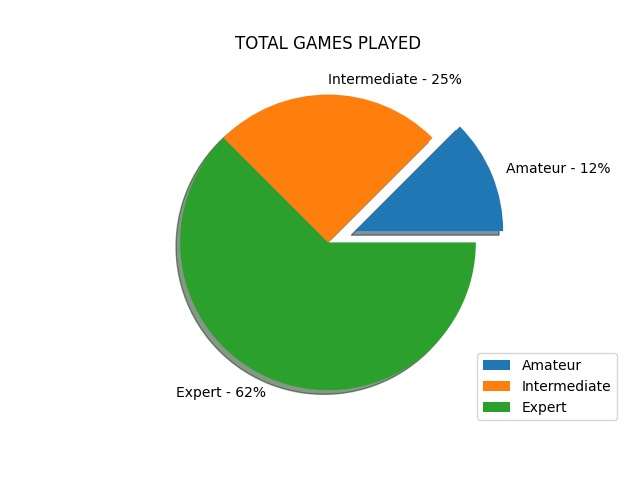 TOTAL GAMES PLAYED
Intermediate - 25%
Amateur - 12%
Expert - 62%
Amateur
Intermediate
Expert